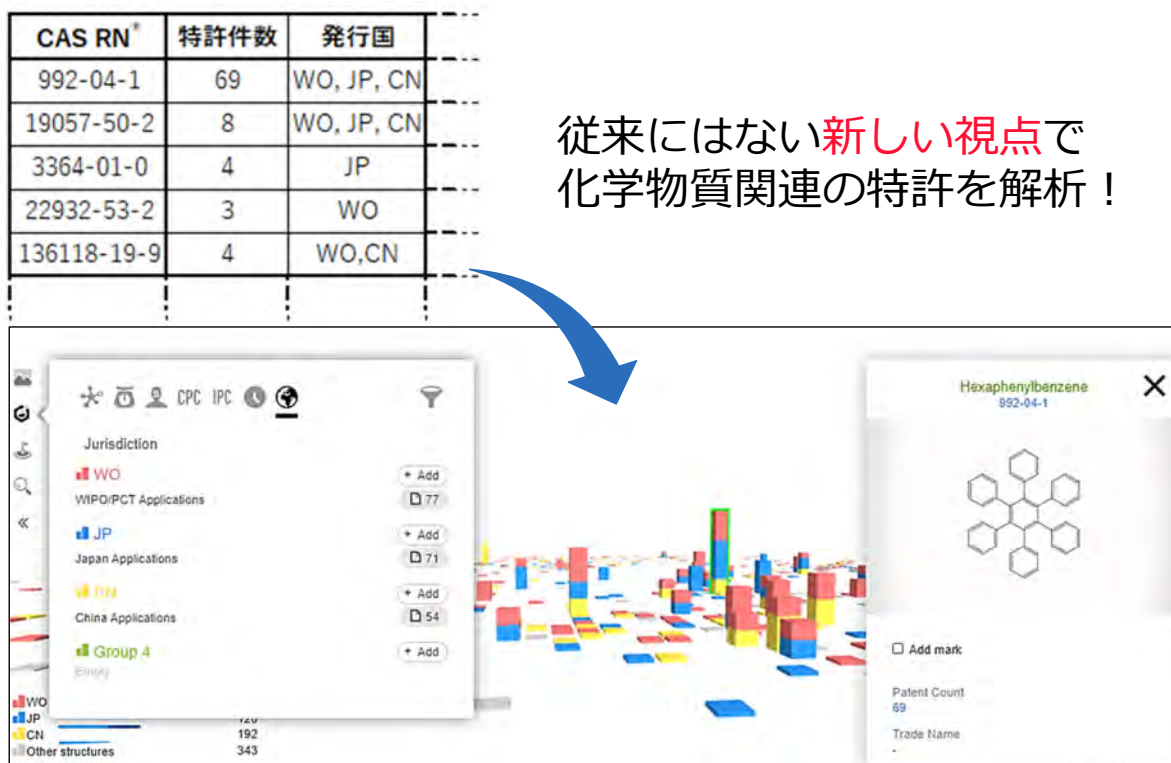 CAS RN* 特許件数 発行国
992-04-1 69 WO, JP, CN
19057-50-2 8 WO, JP, CN
3364-01-0 4 JP
22932-53-2 3 WO
136118-19-9 4 WO,CN
従来にはない新しい視点で
化学物質関連の特許を解析！
CPC IPC
Jurisdiction
WO
+ Add
WIPO/PCT Applications
77
JP
+ Add
Japan Applications
71
+ Add
China Applications
54
Group 4
+ Add
Empty
WO
JP
CN 192
Other structures 343
Hexaphenylbenzene
992-04-1
Add mark
Patent Count
69
Trade Name
-